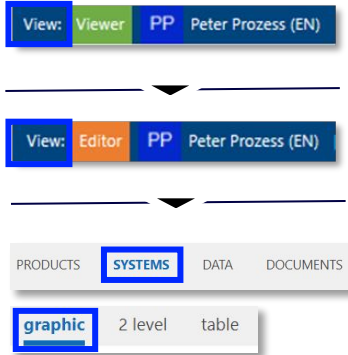 View: Viewer PP Peter Prozess (EN)
View: Editor PP Peter Prozess (EN)
PRODUCTS SYSTEMS DATA DOCUMENTS
graphic 2 level table